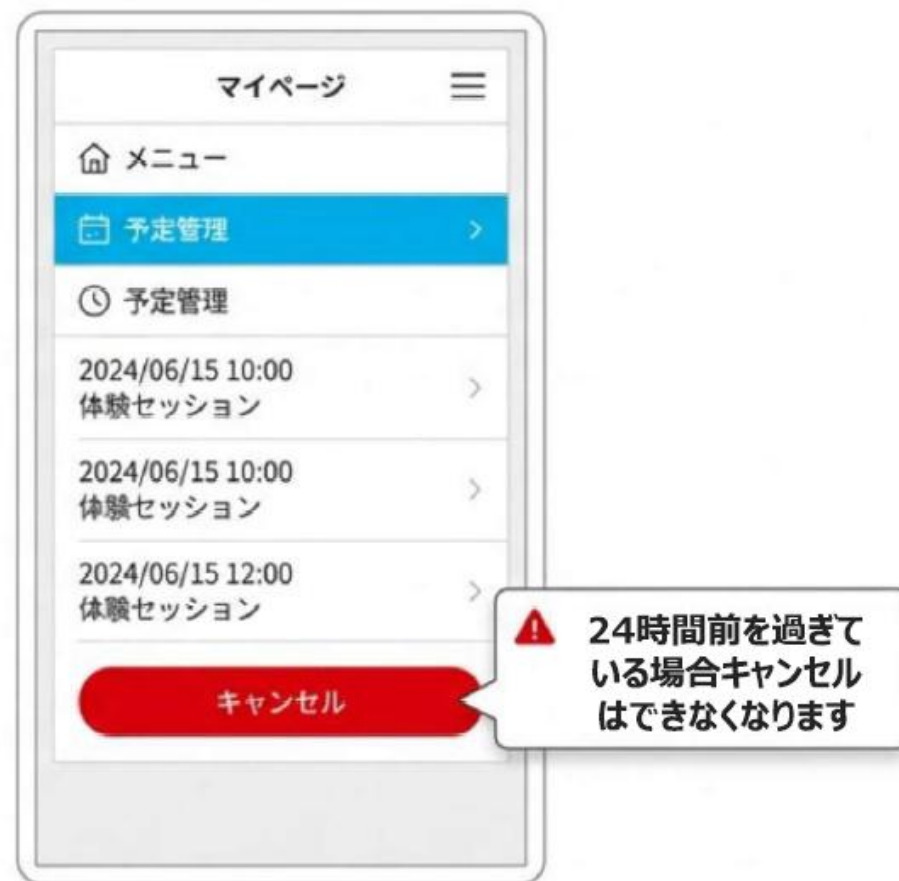 マイページ
メニュー
予定管理
予定管理
2024/06/15 10:00
体験セッション
2024/06/15 10:00
体験セッション
2024/06/15 12:00
体験セッション
キャンセル
24時間前を過ぎて
いる場合キャンセル
はできなくなります